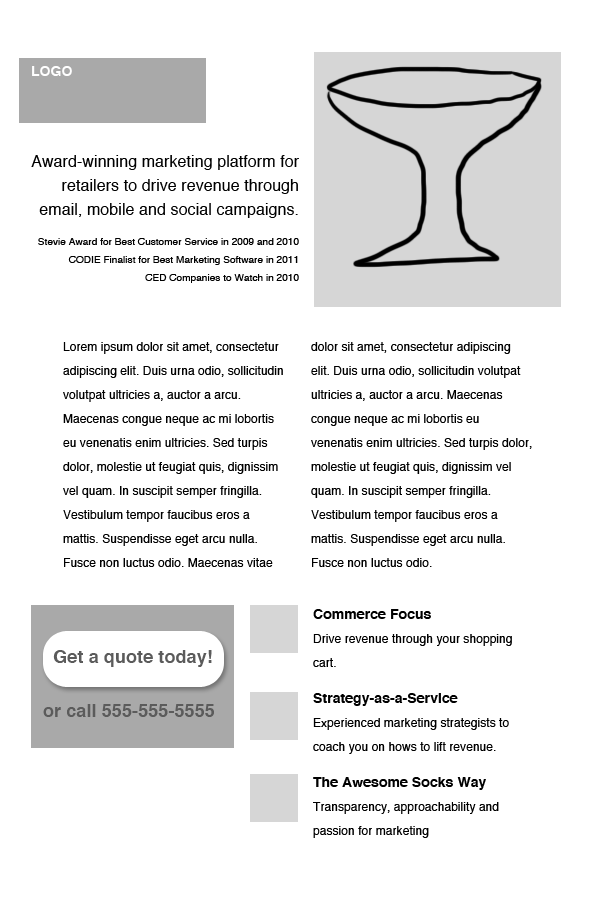 LOGO
Award-winning marketing platform for
retailers to drive revenue through
email, mobile and social campaigns.
Stevie Award for Best Customer Service in 2009 and 2010
CODIE Finalist for Best Marketing Software in 2011
CED Companies to Watch in 2010
Lorem ipsum dolor sit amet, consectetur
adipiscing elit. Duis urna odio, sollicitudin
volutpat ultricies a, auctor a arcu.
Maecenas congue neque ac mi lobortis
eu venenatis enim ultricies. Sed turpis
dolor, molestie ut feugiat quis, dignissim
vel quam. In suscipit semper fringilla.
Vestibulum tempor faucibus eros a
mattis. Suspendisse eget arcu nulla.
Fusce non luctus odio. Maecenas vitae
dolor sit amet, consectetur adipiscing
elit. Duis urna odio, sollicitudin volutpat
ultricies a, auctor a arcu. Maecenas
congue neque ac mi lobortis eu
venenatis enim ultricies. Sed turpis dolor,
molestie ut feugiat quis, dignissim vel
quam. In suscipit semper fringilla.
Vestibulum tempor faucibus eros a
mattis. Suspendisse eget arcu nulla.
Fusce non luctus odio.
Get a quote today!
or call 555-555-5555
Commerce Focus
Drive revenue through your shopping
cart.
Strategy-as-a-Service
Experienced marketing strategists to
coach you on hows to lift revenue.
The Awesome Socks Way
Transparency, approachability and
passion for marketing